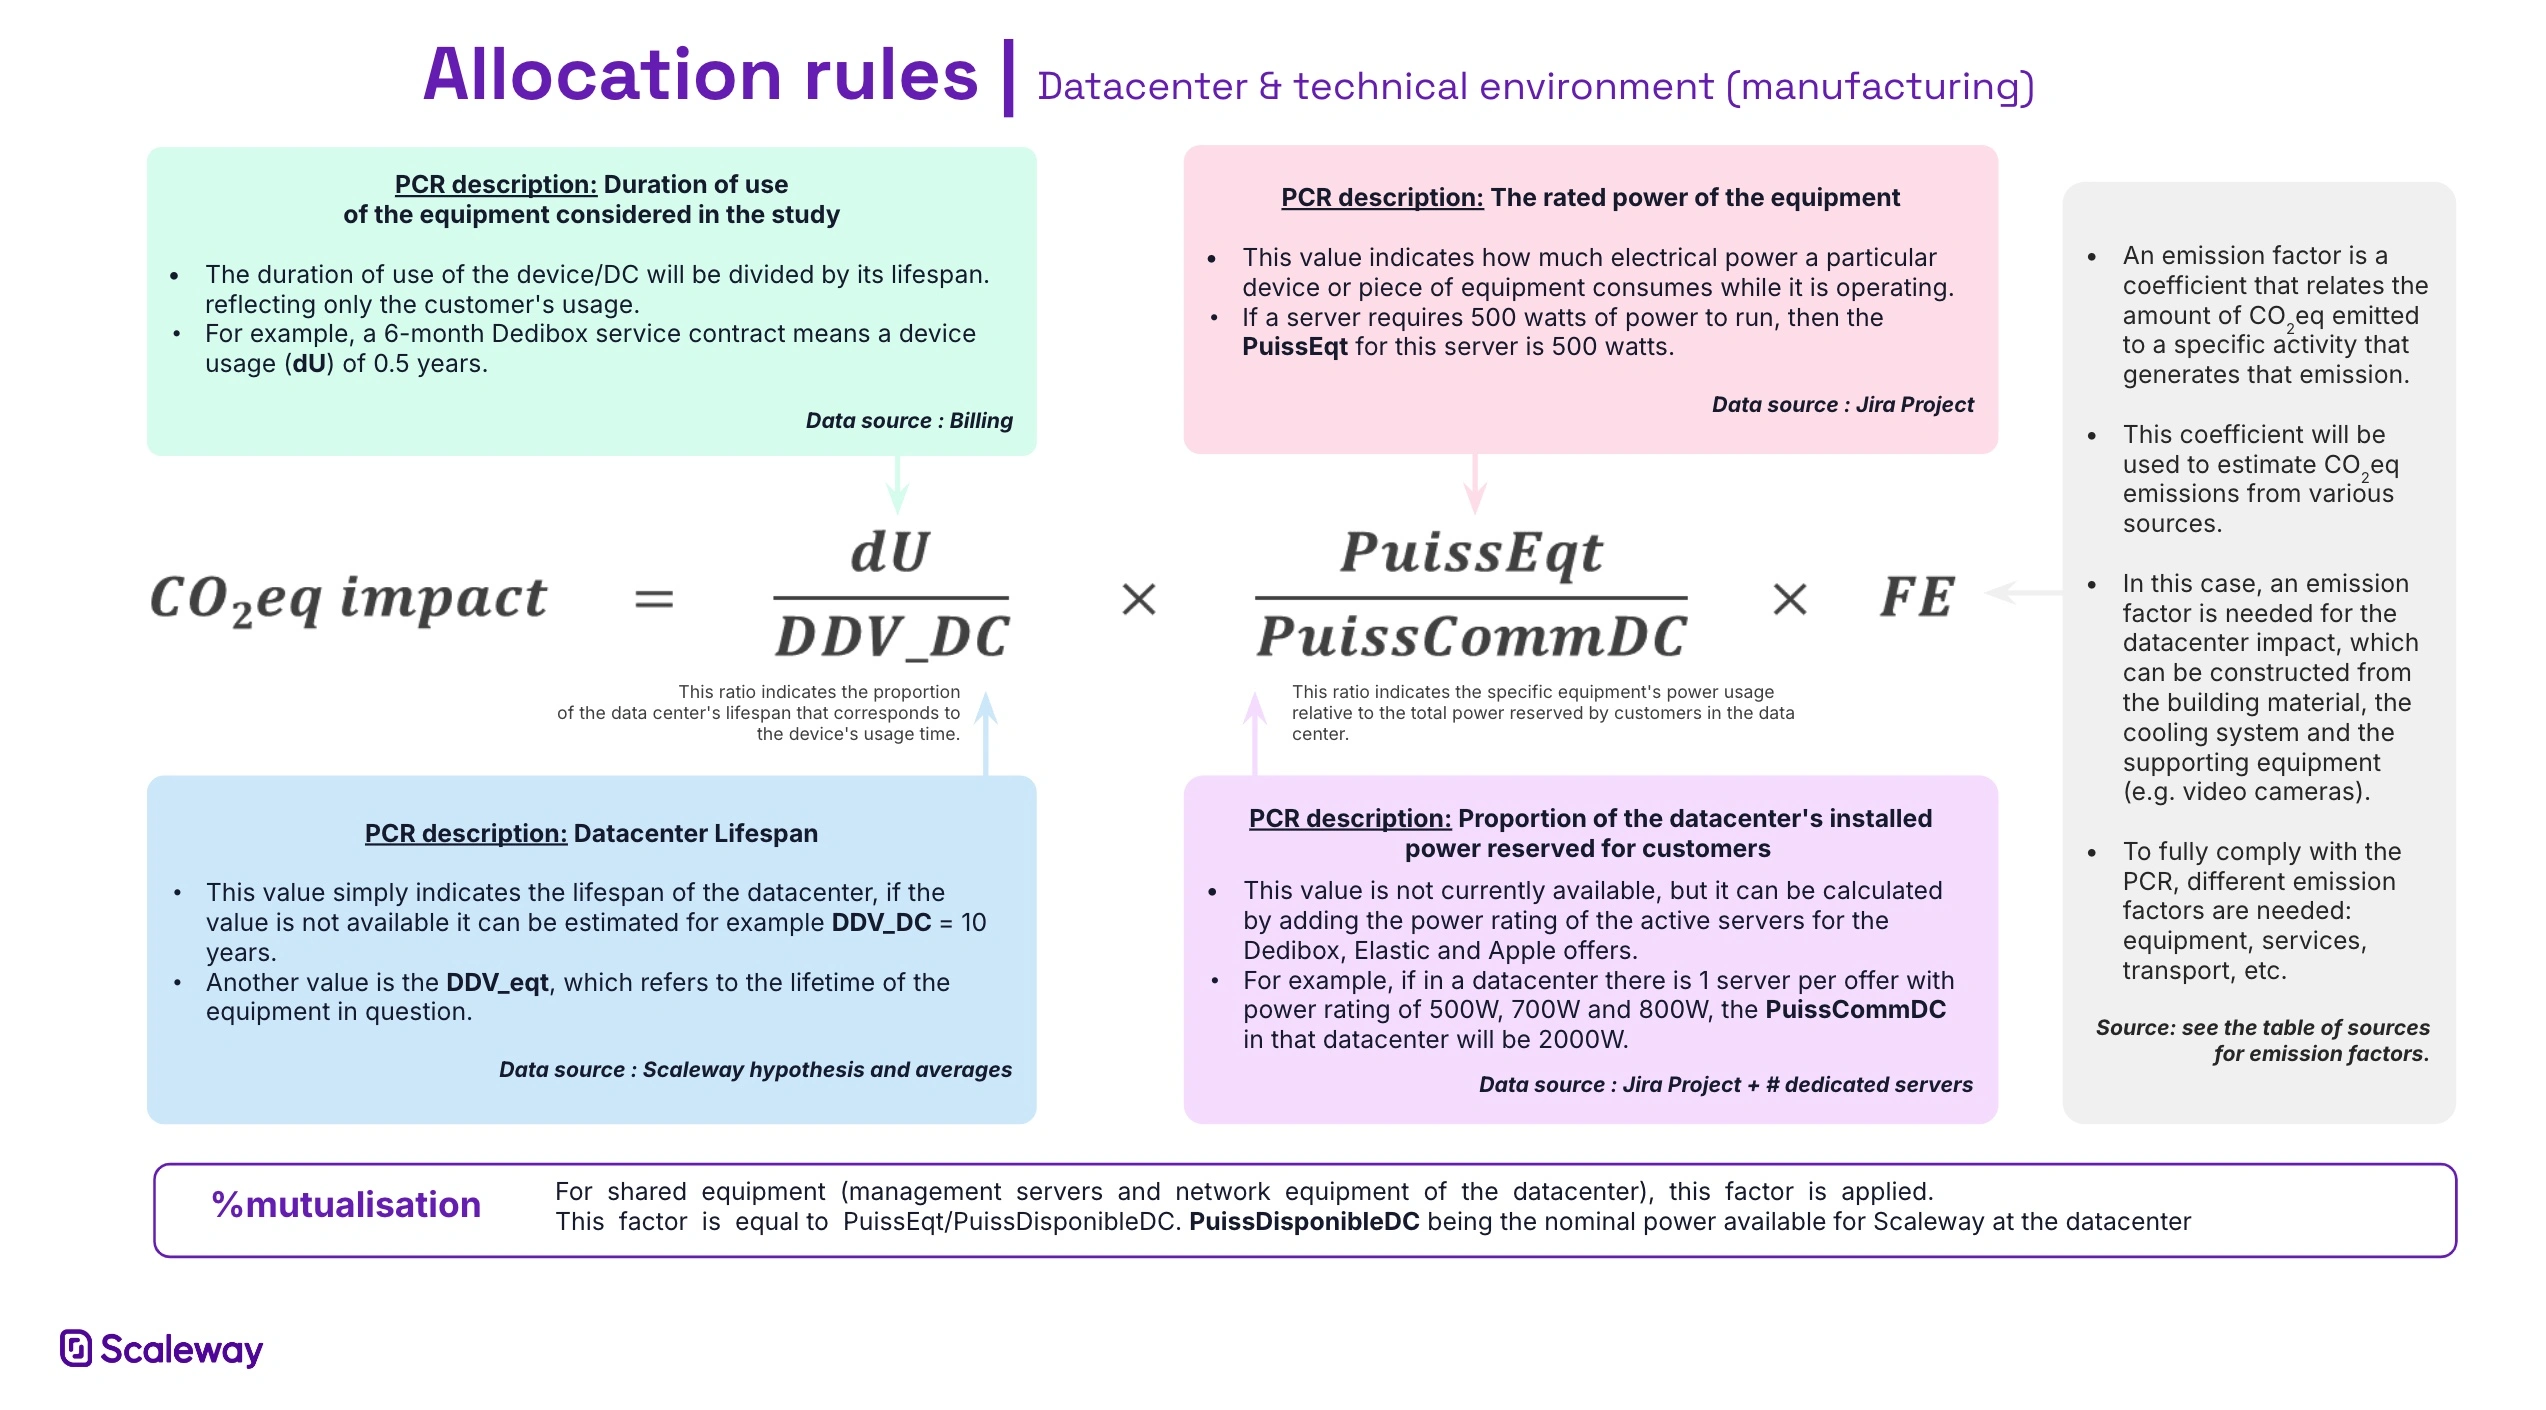 Allocation rules | Datacenter & technical environment (manufacturing)
PCR description: Duration of use
of the equipment considered in the study
• The duration of use of the device/DC will be divided by its lifespan.
reflecting only the customer's usage.
• For example, a 6-month Dedibox service contract means a device
usage (dU) of 0.5 years.
Data source : Billing
PCR description: The rated power of the equipment
• This value indicates how much electrical power a particular
device or piece of equipment consumes while it is operating.
• If a server requires 500 watts of power to run, then the
PuissEqt for this server is 500 watts.
Data source : Jira Project
CO₂eq impact = dU / DDV_DC × PuissEqt / PuissCommDC × FE
This ratio indicates the proportion
of the data center's lifespan that corresponds to
the device's usage time.
This ratio indicates the specific equipment's power usage
relative to the total power reserved by customers in the data
center.
PCR description: Datacenter Lifespan
• This value simply indicates the lifespan of the datacenter, if the
value is not available it can be estimated for example DDV_DC = 10
years.
• Another value is the DDV_eqt, which refers to the lifetime of the
equipment in question.
Data source : Scaleway hypothesis and averages
PCR description: Proportion of the datacenter's installed
power reserved for customers
• This value is not currently available, but it can be calculated
by adding the power rating of the active servers for the
Dedibox, Elastic and Apple offers.
• For example, if in a datacenter there is 1 server per offer with
power rating of 500W, 700W and 800W, the PuissCommDC
in that datacenter will be 2000W.
Data source : Jira Project + # dedicated servers
• An emission factor is a
coefficient that relates the
amount of CO₂eq emitted
to a specific activity that
generates that emission.
• This coefficient will be
used to estimate CO₂eq
emissions from various
sources.
• In this case, an emission
factor is needed for the
datacenter impact, which
can be constructed from
the building material, the
cooling system and the
supporting equipment
(e.g. video cameras).
• To fully comply with the
PCR, different emission
factors are needed:
equipment, services,
transport, etc.
Source: see the table of sources
for emission factors.
%mutualisation
For shared equipment (management servers and network equipment of the datacenter), this factor is applied.
This factor is equal to PuissEqt/PuissDisponibleDC. PuissDisponibleDC being the nominal power available for Scaleway at the datacenter
Scaleway